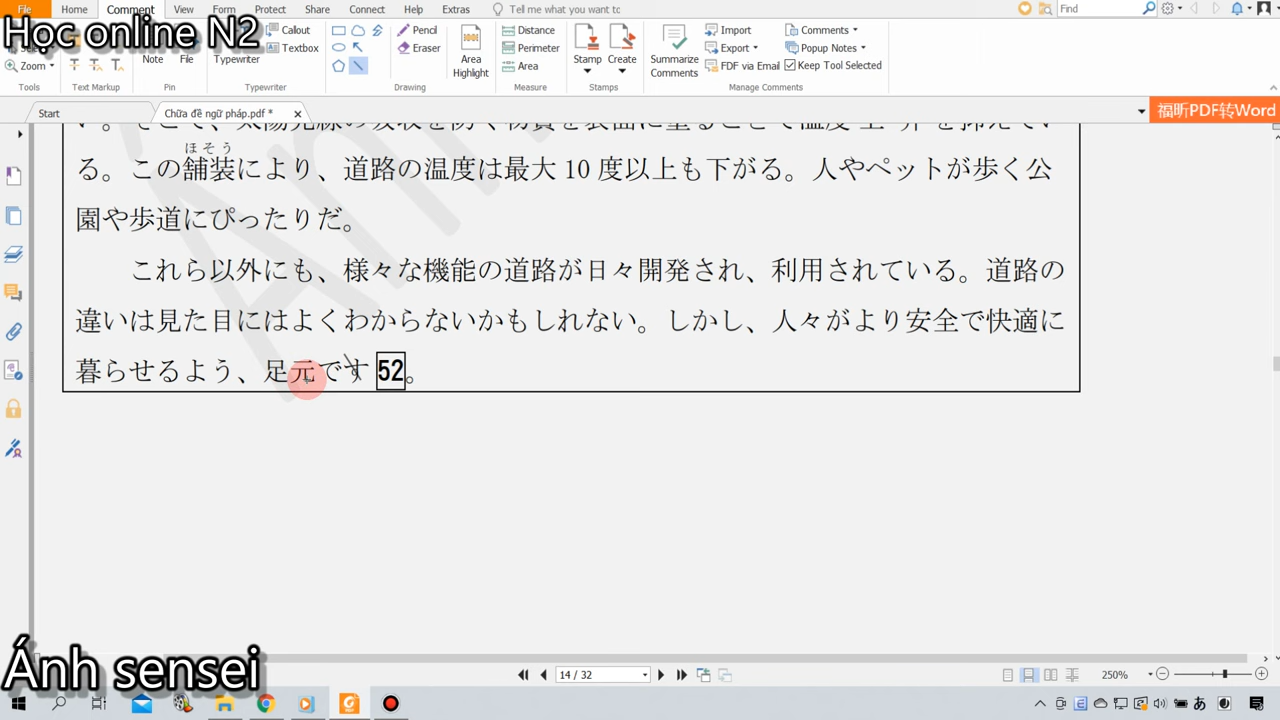 File Home Comment View Form Protect Share Connect Help Extras Tell me what you want to Find
Học online N2
Select Callout Pencil Distance Import Comments
Zoom Note File Typewriter Textbox Eraser Area Highlight Perimeter Stamp Create Summarize Comments Export Popup Notes
Area FDF via Email Keep Tool Selected
Tools Text Markup Pin Typewriter Drawing Measure Stamps Manage Comments
Start Chữa đề ngữ pháp.pdf * 福昕PDF转Word
ほそう
る。この舗装により、道路の温度は最大 10 度以上も下がる。人やペットが歩く公
園や歩道にぴったりだ。
これら以外にも、様々な機能の道路が日々開発され、利用されている。道路の
違いは見た目にはよくわからないかもしれない。しかし、人々がより安全で快適に
暮らせるよう、足元です 52。
Ánh sensei
14 / 32 250%